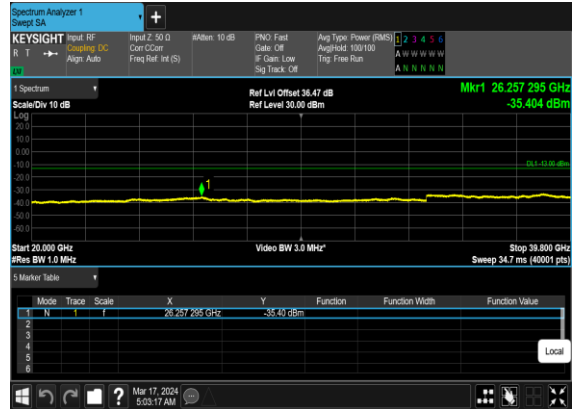 Spectrum Analyzer 1
Swept SA
+
KEYSIGHT Input: RF Input Z: 50 Ω #Atten: 10 dB PNO: Fast Avg Type: Power (RMS) 1 2 3 4 5 6
R T Coupling: DC Corr CCorr Gate: Off Avg|Hold: 100/100 A W W W W W
Align: Auto Freq Ref: Int (S) IF Gain: Low Trig: Free Run
Sig Track: Off A N N N N N
1 Spectrum Ref Lvl Offset 36.47 dB Mkr1 26.257 295 GHz
Scale/Div 10 dB Ref Level 30.00 dBm -35.404 dBm
Log
20.0
10.0
0.00
-10.0 DL1 -13.00 dBm
-20.0
1
-30.0
-40.0
-50.0
-60.0
Start 20.000 GHz Video BW 3.0 MHz* Stop 39.800 GHz
#Res BW 1.0 MHz Sweep 34.7 ms (40001 pts)
5 Marker Table
Mode Trace Scale X Y Function Function Width Function Value
1 N 1 f 26.257 295 GHz -35.40 dBm
2
3
4
5
6
Local
? Mar 17, 2024
5:03:17 AM